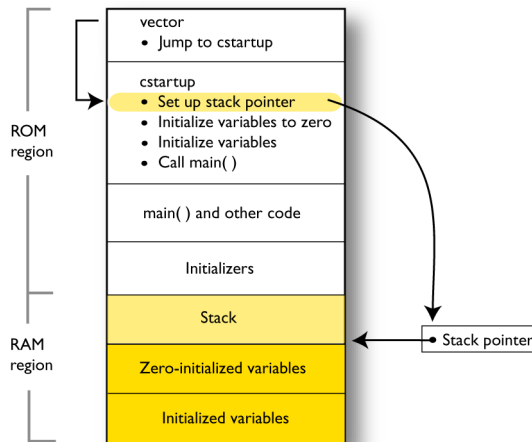 vector
• Jump to cstartup
cstartup
• Set up stack pointer
• Initialize variables to zero
• Initialize variables
• Call main( )
ROM
region
main( ) and other code
Initializers
Stack
Stack pointer
RAM
region
Zero-initialized variables
Initialized variables